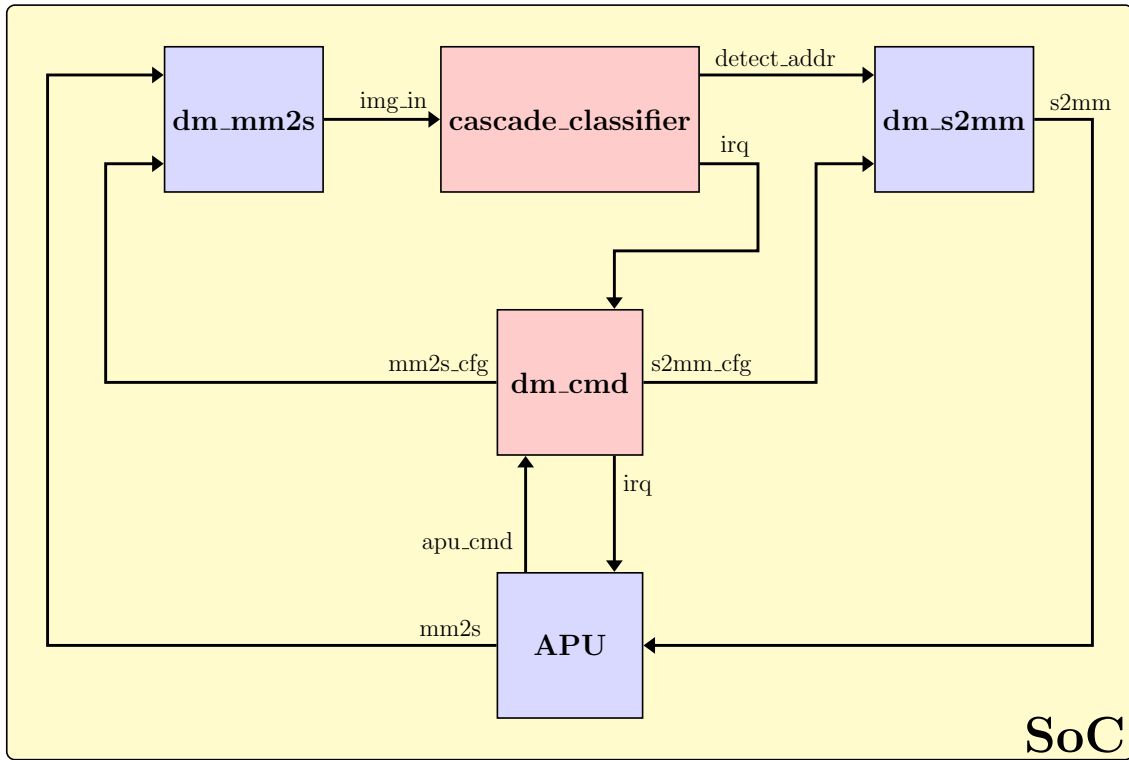 detect_addr
s2mm
img_in
dm_mm2s
cascade_classifier
dm_s2mm
irq
mm2s_cfg
s2mm_cfg
dm_cmd
irq
apu_cmd
mm2s
APU
SoC